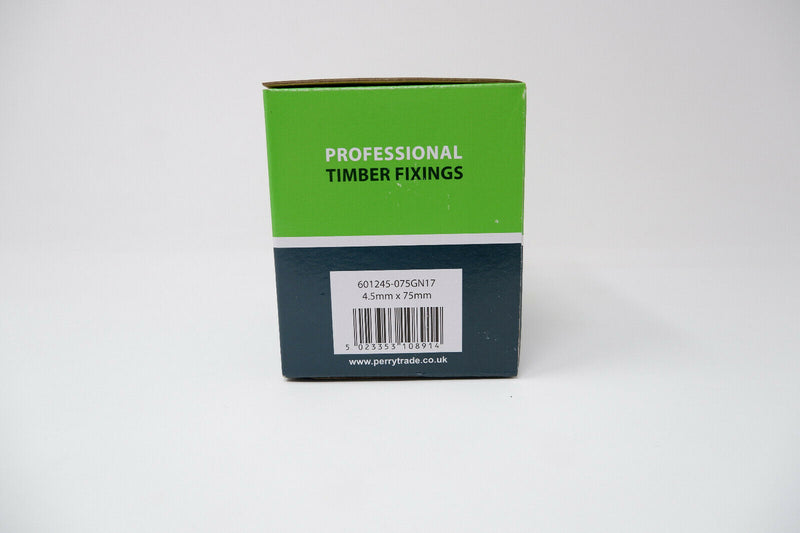 PROFESSIONAL
TIMBER FIXINGS
601245-075GN17
4.5mm x 75mm
5 023353 108914
www.perrytrade.co.uk